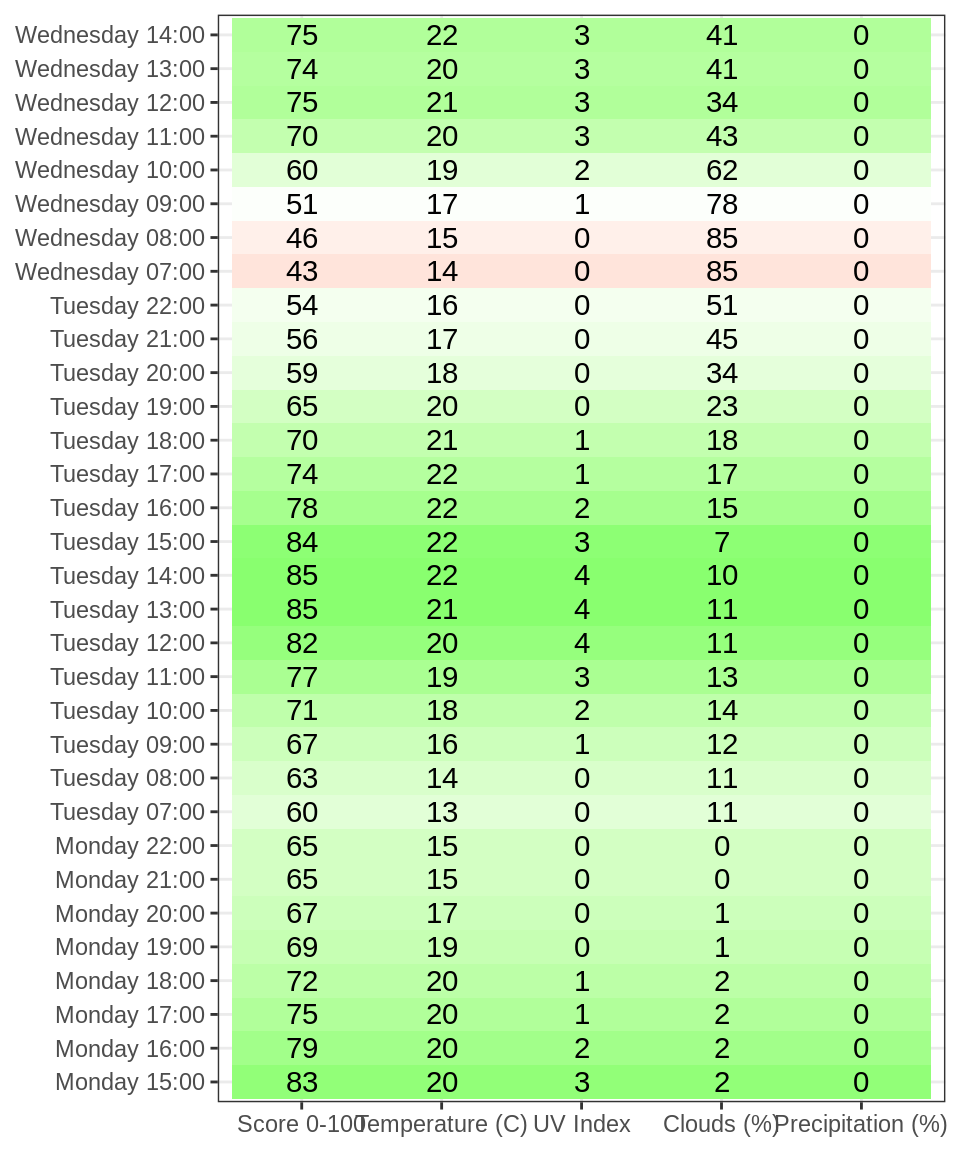 Wednesday 14:00 75 22 3 41 0
Wednesday 13:00 74 20 3 41 0
Wednesday 12:00 75 21 3 34 0
Wednesday 11:00 70 20 3 43 0
Wednesday 10:00 60 19 2 62 0
Wednesday 09:00 51 17 1 78 0
Wednesday 08:00 46 15 0 85 0
Wednesday 07:00 43 14 0 85 0
Tuesday 22:00 54 16 0 51 0
Tuesday 21:00 56 17 0 45 0
Tuesday 20:00 59 18 0 34 0
Tuesday 19:00 65 20 0 23 0
Tuesday 18:00 70 21 1 18 0
Tuesday 17:00 74 22 1 17 0
Tuesday 16:00 78 22 2 15 0
Tuesday 15:00 84 22 3 7 0
Tuesday 14:00 85 22 4 10 0
Tuesday 13:00 85 21 4 11 0
Tuesday 12:00 82 20 4 11 0
Tuesday 11:00 77 19 3 13 0
Tuesday 10:00 71 18 2 14 0
Tuesday 09:00 67 16 1 12 0
Tuesday 08:00 63 14 0 11 0
Tuesday 07:00 60 13 0 11 0
Monday 22:00 65 15 0 0 0
Monday 21:00 65 15 0 0 0
Monday 20:00 67 17 0 1 0
Monday 19:00 69 19 0 1 0
Monday 18:00 72 20 1 2 0
Monday 17:00 75 20 1 2 0
Monday 16:00 79 20 2 2 0
Monday 15:00 83 20 3 2 0
Score 0-100 Temperature (C) UV Index Clouds (%) Precipitation (%)